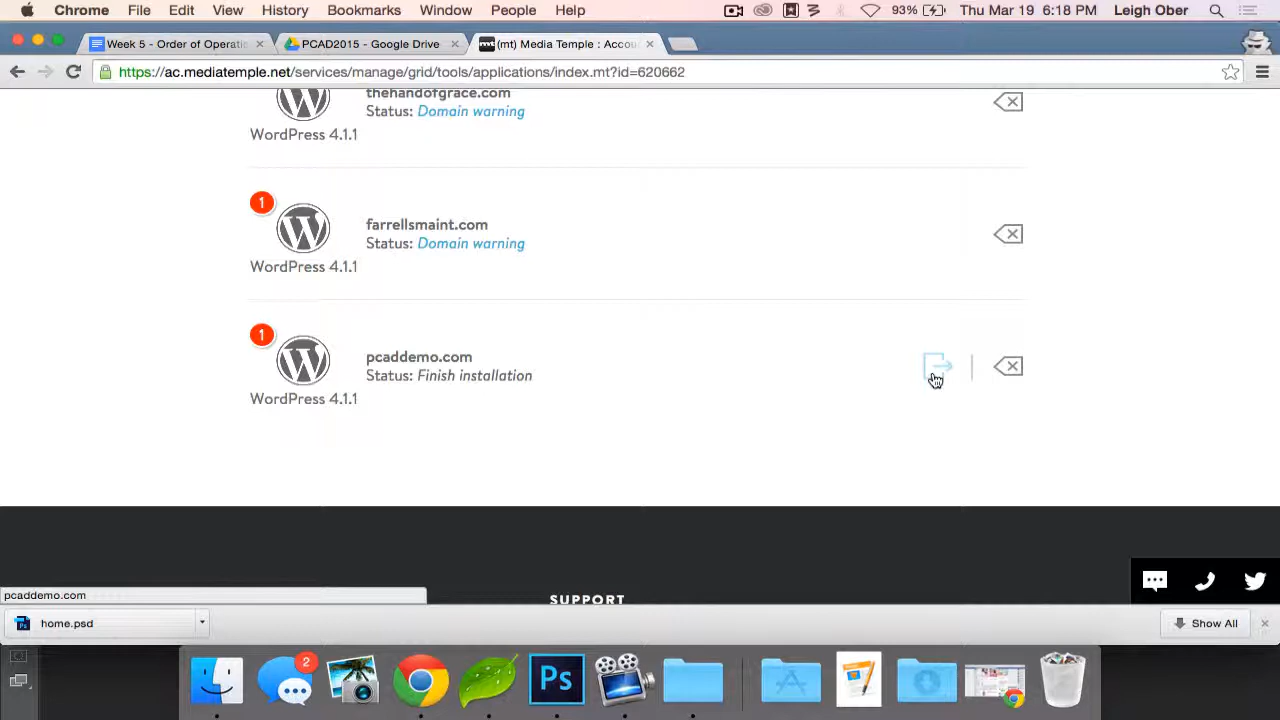 Chrome File Edit View History Bookmarks Window People Help 93% Thu Mar 19 6:18 PM Leigh Ober
Week 5 - Order of Operatic × PCAD2015 - Google Drive × (mt) Media Temple : Accou ×
https://ac.mediatemple.net/services/manage/grid/tools/applications/index.mt?id=620662
thehandofgrace.com
Status: Domain warning
WordPress 4.1.1
1
farrellsmaint.com
Status: Domain warning
WordPress 4.1.1
1
pcaddemo.com
Status: Finish installation
WordPress 4.1.1
SUPPORT
pcaddemo.com
home.psd Show All
2
Ps